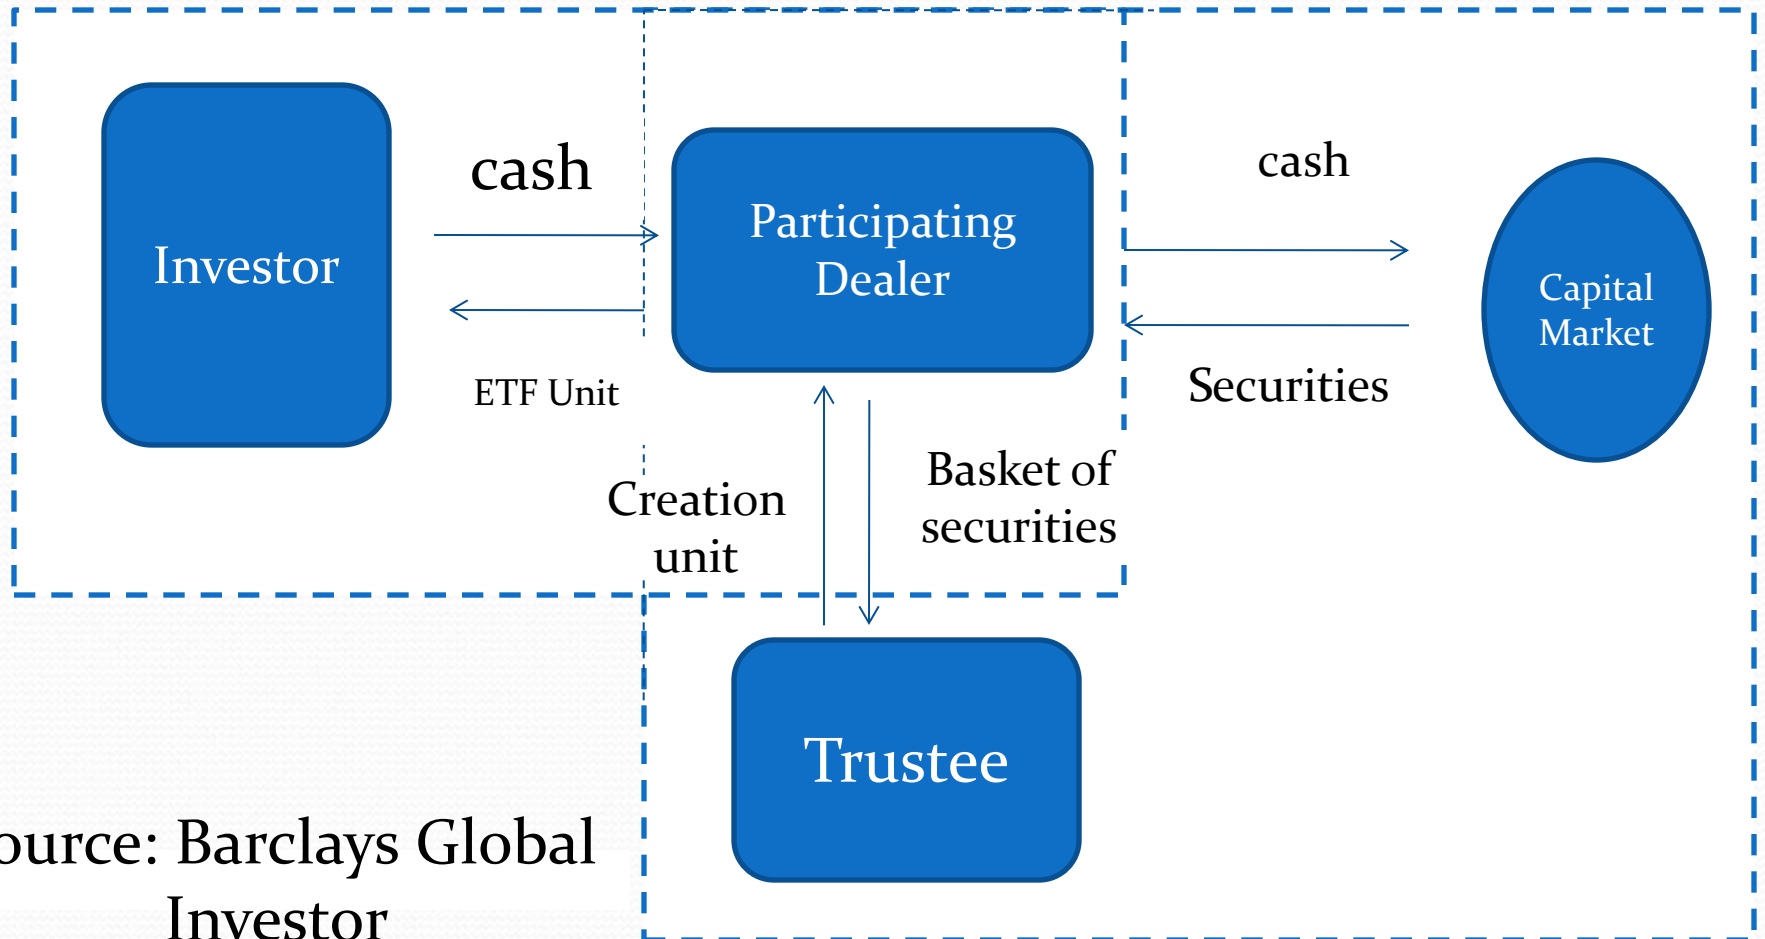 Investor
cash
ETF Unit
Participating
Dealer
cash
Securities
Capital
Market
Creation
unit
Basket of
securities
Trustee
ource: Barclays Global
Investor